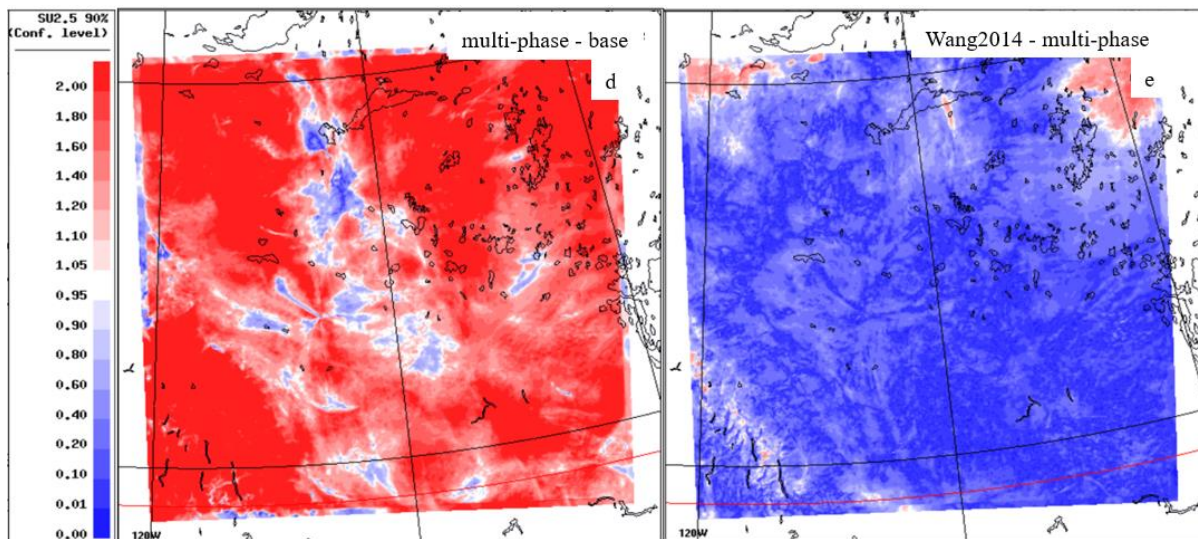 SU2.5 90%
(Conf. level)
2.00
1.80
1.60
1.40
1.20
1.10
1.05
0.95
0.90
0.80
0.60
0.40
0.20
0.10
0.01
0.00
multi-phase - base
d
120W
Wang2014 - multi-phase
e
120W